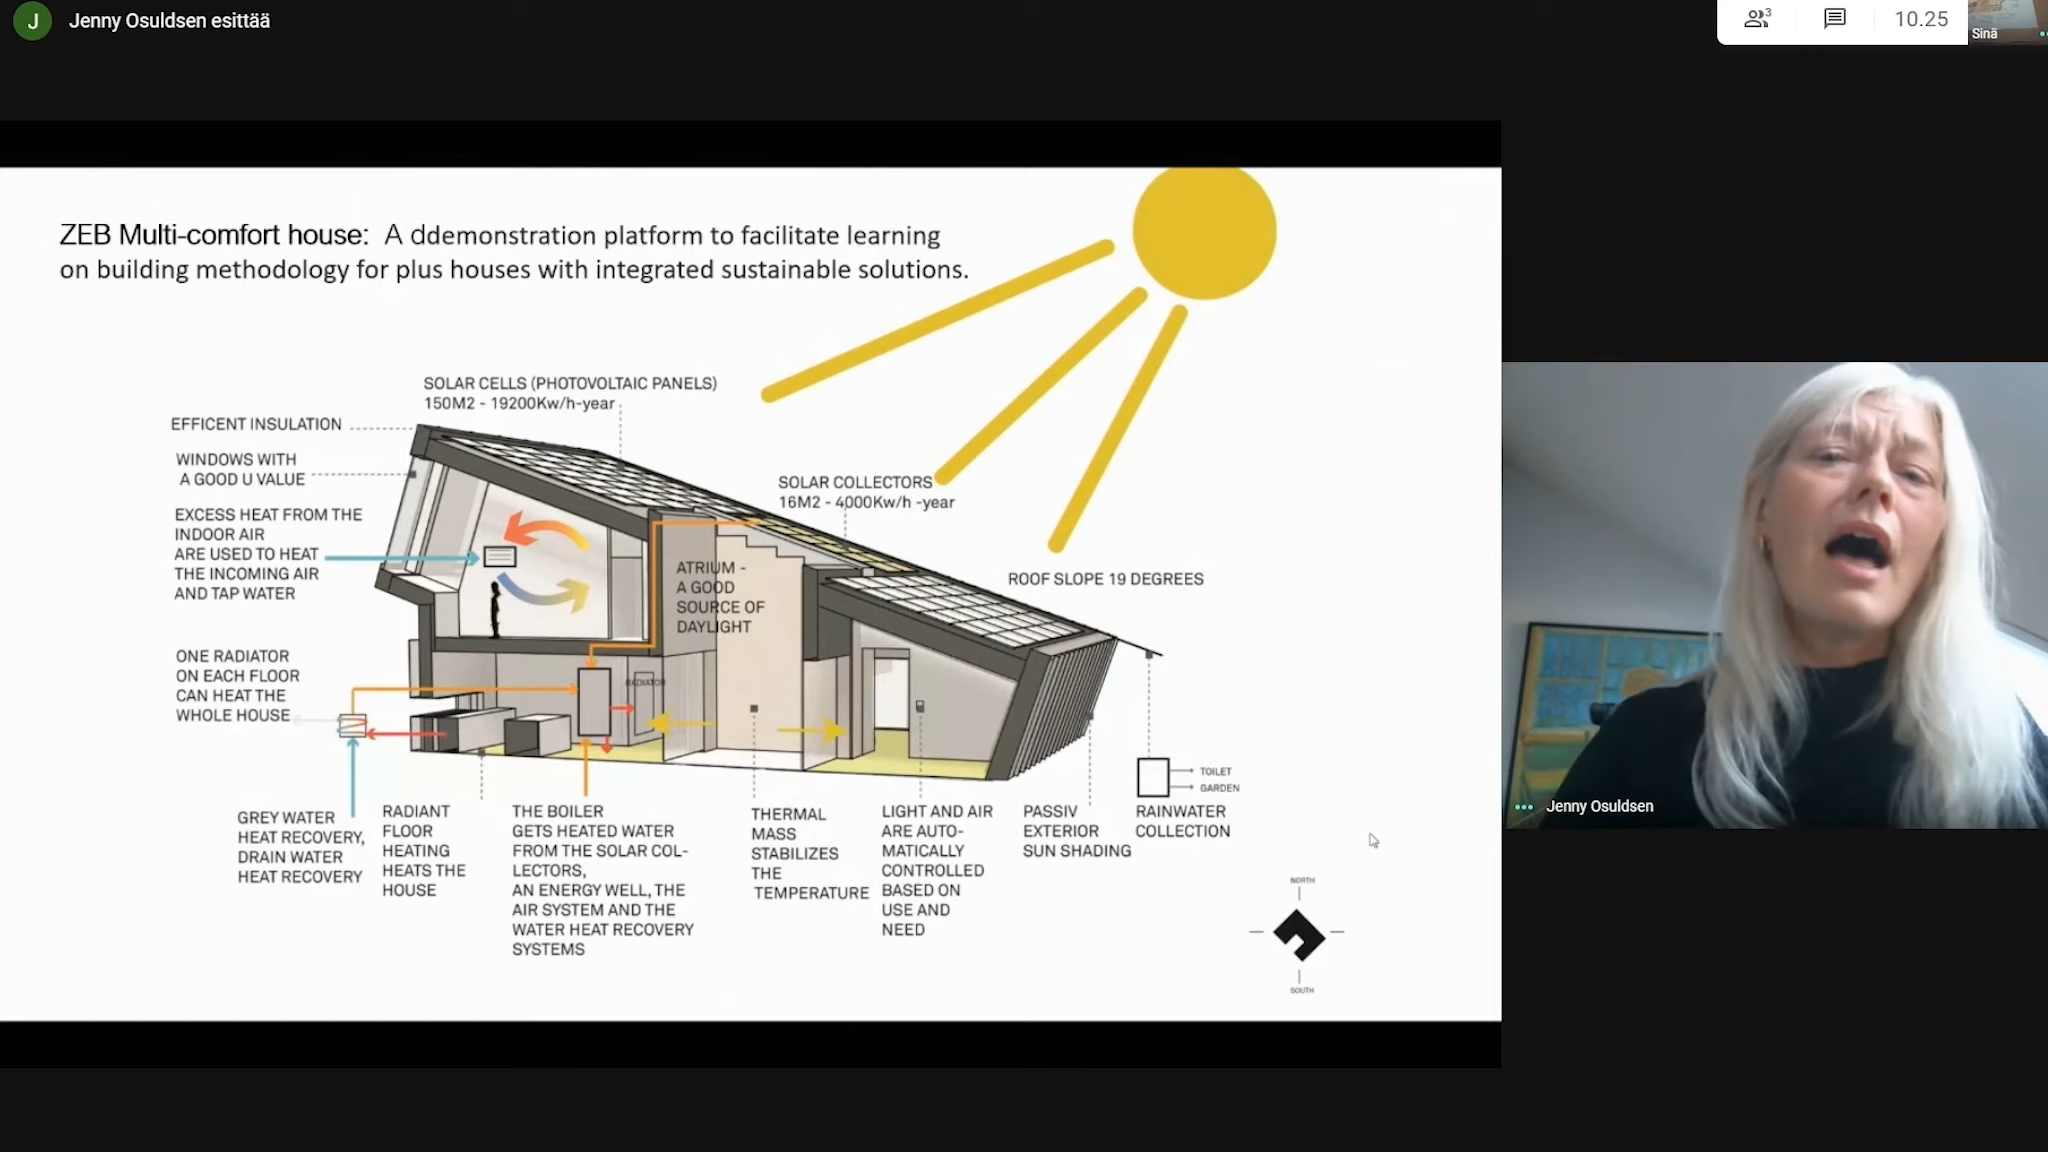 J
Jenny Osuldsen esittää
3
10.25
Sinä
ZEB Multi-comfort house: A ddemonstration platform to facilitate learning
on building methodology for plus houses with integrated sustainable solutions.
SOLAR CELLS (PHOTOVOLTAIC PANELS)
150M2 - 19200Kw/h-year
EFFICENT INSULATION
WINDOWS WITH
A GOOD U VALUE
SOLAR COLLECTORS
16M2 - 4000Kw/h -year
EXCESS HEAT FROM THE
INDOOR AIR
ARE USED TO HEAT
THE INCOMING AIR
AND TAP WATER
ATRIUM -
A GOOD
SOURCE OF
DAYLIGHT
ROOF SLOPE 19 DEGREES
ONE RADIATOR
ON EACH FLOOR
CAN HEAT THE
WHOLE HOUSE
RADIATOR
TOILET
GARDEN
GREY WATER
HEAT RECOVERY,
DRAIN WATER
HEAT RECOVERY
RADIANT
FLOOR
HEATING
HEATS THE
HOUSE
THE BOILER
GETS HEATED WATER
FROM THE SOLAR COL-
LECTORS,
AN ENERGY WELL, THE
AIR SYSTEM AND THE
WATER HEAT RECOVERY
SYSTEMS
THERMAL
MASS
STABILIZES
THE
TEMPERATURE
LIGHT AND AIR
ARE AUTO-
MATICALLY
CONTROLLED
BASED ON
USE AND
NEED
PASSIV
EXTERIOR
SUN SHADING
RAINWATER
COLLECTION
NORTH
SOUTH
Jenny Osuldsen